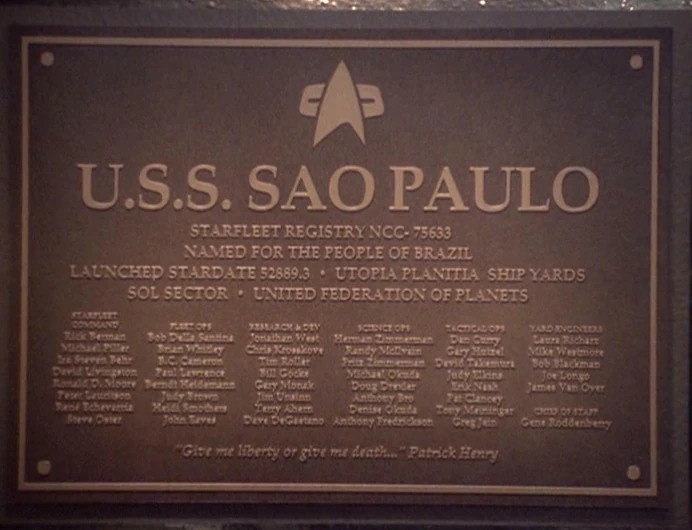 U.S.S. SAO PAULO
STARFLEET REGISTRY NCC- 75633
NAMED FOR THE PEOPLE OF BRAZIL
LAUNCHED STARDATE 52889.3 • UTOPIA PLANITIA SHIP YARDS
SOL SECTOR • UNITED FEDERATION OF PLANETS
STARFLEET
COMMAND
Rick Berman
Michael Piller
Ira Steven Behr
David Livingston
Ronald D. Moore
Peter Lauritson
René Echevarria
Steve Oster
FLEET OPS
Bob Della Santina
Brian Whitley
B.C. Cameron
Paul Lawrence
Berndt Heidemann
Judy Brown
Heidi Smothers
John Eaves
RESEARCH & DEV
Jonathan West
Chris Krosskove
Tim Roller
Bill Gocke
Gary Monak
Jim Unsinn
Terry Ahern
Dave DeGaetano
SCIENCE OPS
Herman Zimmerman
Randy McIlvain
Fritz Zimmerman
Michael Okuda
Doug Drexler
Anthony Bro
Denise Okuda
Anthony Fredrickson
TACTICAL OPS
Dan Curry
Gary Hutzel
David Takemura
Judy Elkins
Erik Nash
Pat Clancey
Tony Meininger
Greg Jein
YARD ENGINEERS
Laura Richarz
Mike Westmore
Bob Blackman
Joe Longo
James Van Over
CHIEF OF STAFF
Gene Roddenberry
"Give me liberty or give me death..." Patrick Henry